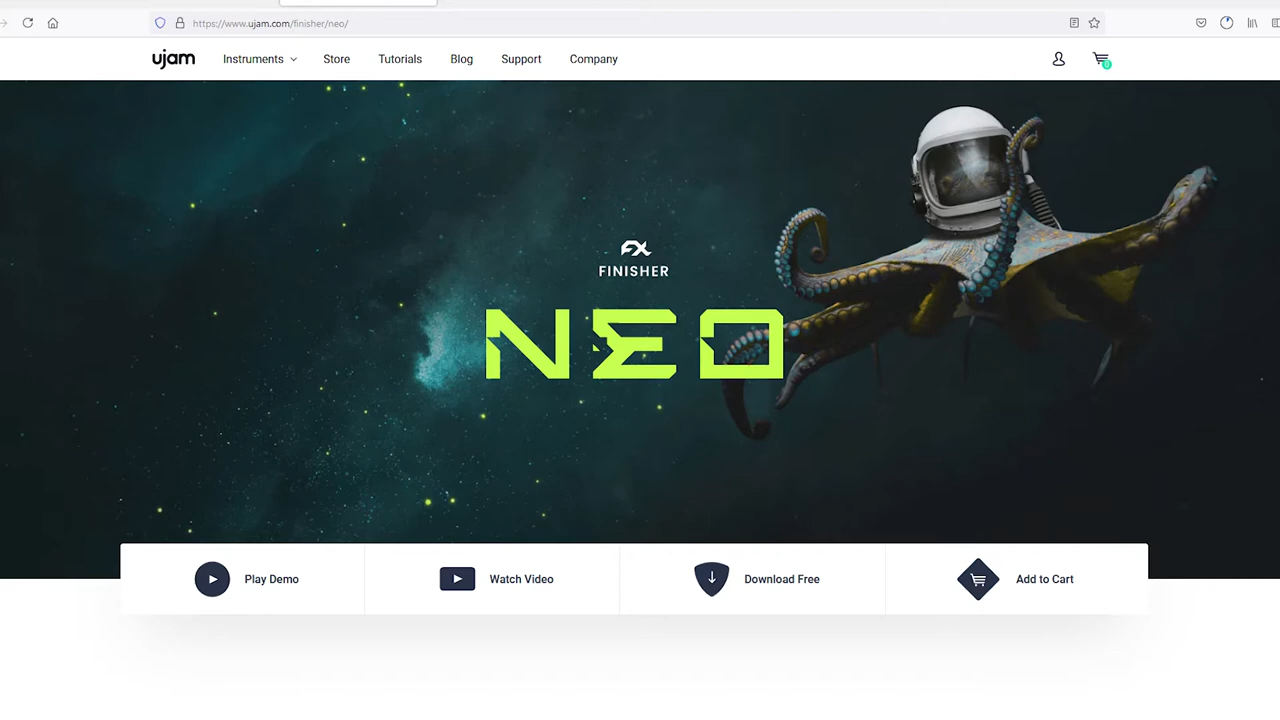 https://www.ujam.com/finisher/neo/
ujam
Instruments
Store
Tutorials
Blog
Support
Company
0
FX
FINISHER
NEO
Play Demo
Watch Video
Download Free
Add to Cart